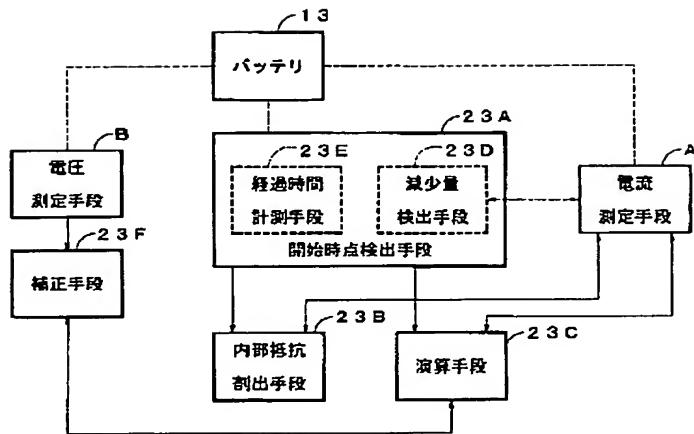 13
バッテリ
23A
B
23E
23D
A
電圧
測定手段
経過時間
計測手段
減少量
検出手段
電流
測定手段
開始時点検出手段
23F
補正手段
23B
23C
内部抵抗
割出手段
演算手段